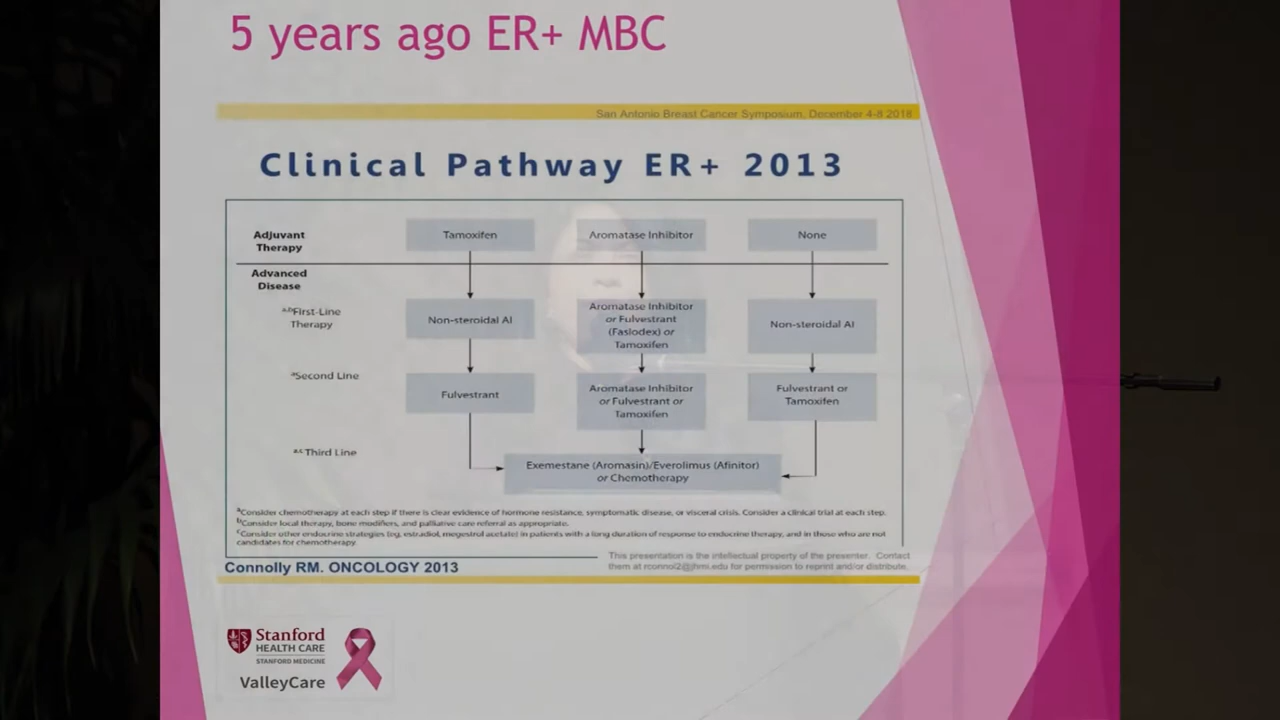 5 years ago ER+ MBC
San Antonio Breast Cancer Symposium, December 4-8 2018
Clinical Pathway ER+ 2013
Adjuvant
Therapy
Tamoxifen
Aromatase Inhibitor
None
Advanced
Disease
a,bFirst-Line
Therapy
Non-steroidal AI
Aromatase Inhibitor
or Fulvestrant
(Faslodex) or
Tamoxifen
Non-steroidal AI
aSecond Line
Fulvestrant
Aromatase Inhibitor
or Fulvestrant or
Tamoxifen
Fulvestrant or
Tamoxifen
a,cThird Line
Exemestane (Aromasin)/Everolimus (Afinitor)
or Chemotherapy
aConsider chemotherapy at each step if there is clear evidence of hormone resistance, symptomatic disease, or visceral crisis. Consider a clinical trial at each step.
bConsider local therapy, bone modifiers, and palliative care referral as appropriate.
cConsider other endocrine strategies (eg, estradiol, megestrol acetate) in patients with a long duration of response to endocrine therapy, and in those who are not
candidates for chemotherapy.
This presentation is the intellectual property of the presenter. Contact
them at rconnol2@jhmi.edu for permission to reprint and/or distribute.
Connolly RM. ONCOLOGY 2013
Stanford
HEALTH CARE
STANFORD MEDICINE
ValleyCare